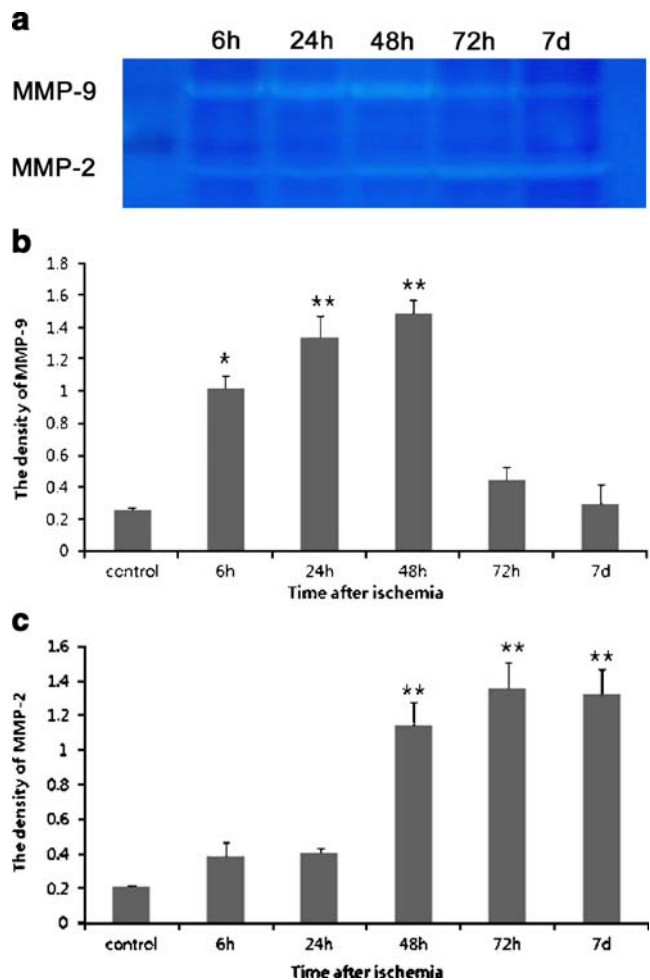 a
6h 24h 48h 72h 7d
MMP-9
MMP-2
b
The density of MMP-9
1.8
1.6
1.4
1.2
1
0.8
0.6
0.4
0.2
0
*
**
**
control 6h 24h 48h 72h 7d
Time after ischemia
c
The density of MMP-2
1.6
1.4
1.2
1
0.8
0.6
0.4
0.2
0
**
**
**
control 6h 24h 48h 72h 7d
Time after ischemia